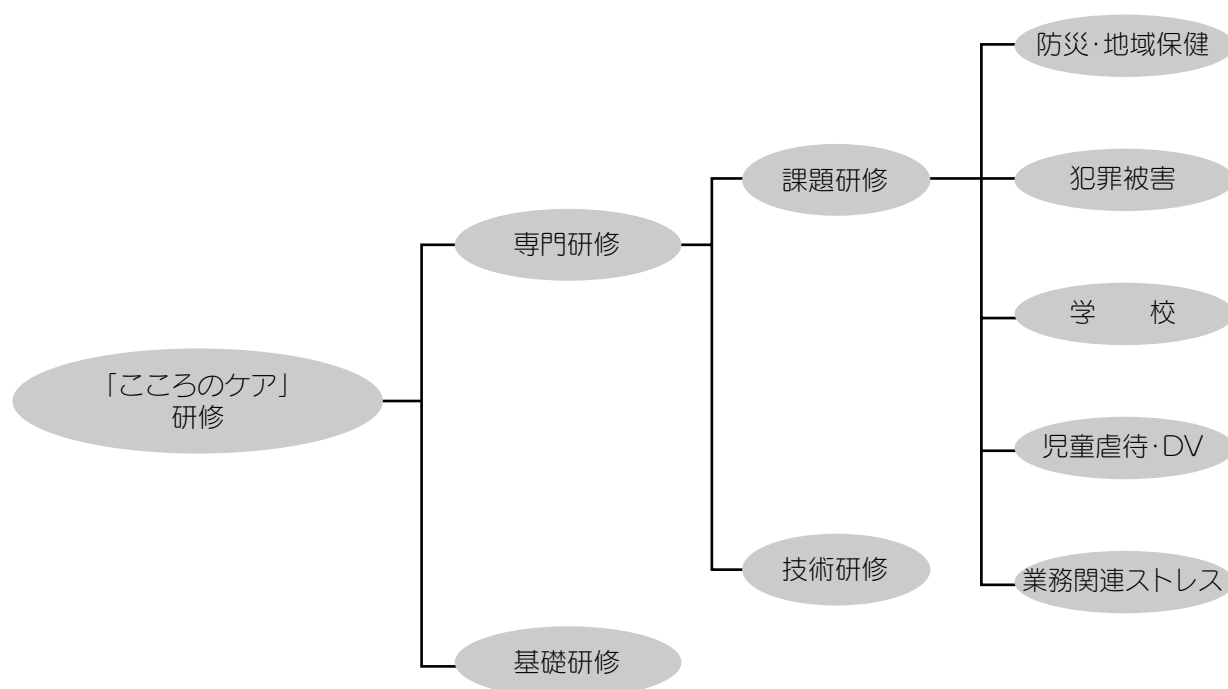 防災・地域保健
課題研修
犯罪被害
専門研修
学　　校
「こころのケア」
研修
児童虐待・DV
技術研修
業務関連ストレス
基礎研修